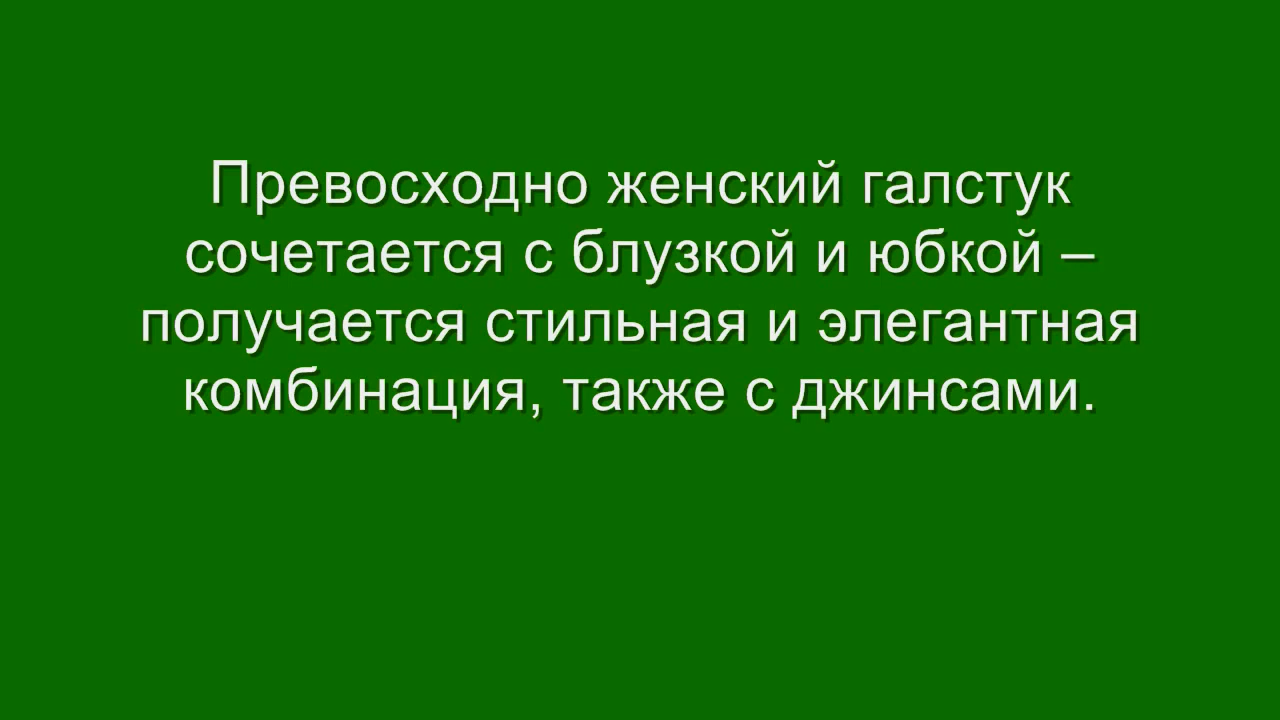 Превосходно женский галстук
сочетается с блузкой и юбкой –
получается стильная и элегантная
комбинация, также с джинсами.